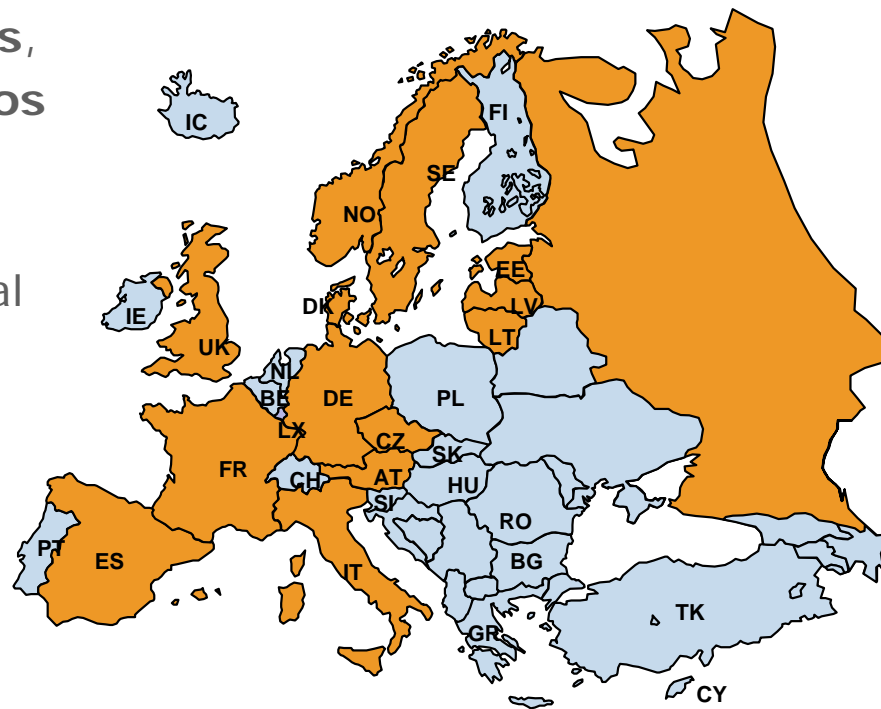 s,
os
al
IC
FI
SE
NO
EE
LV
DK
IE
LT
UK
NL
BE
DE
PL
LX
CZ
SK
FR
CH
AT
HU
SI
RO
PT
ES
BG
IT
TK
GR
CY